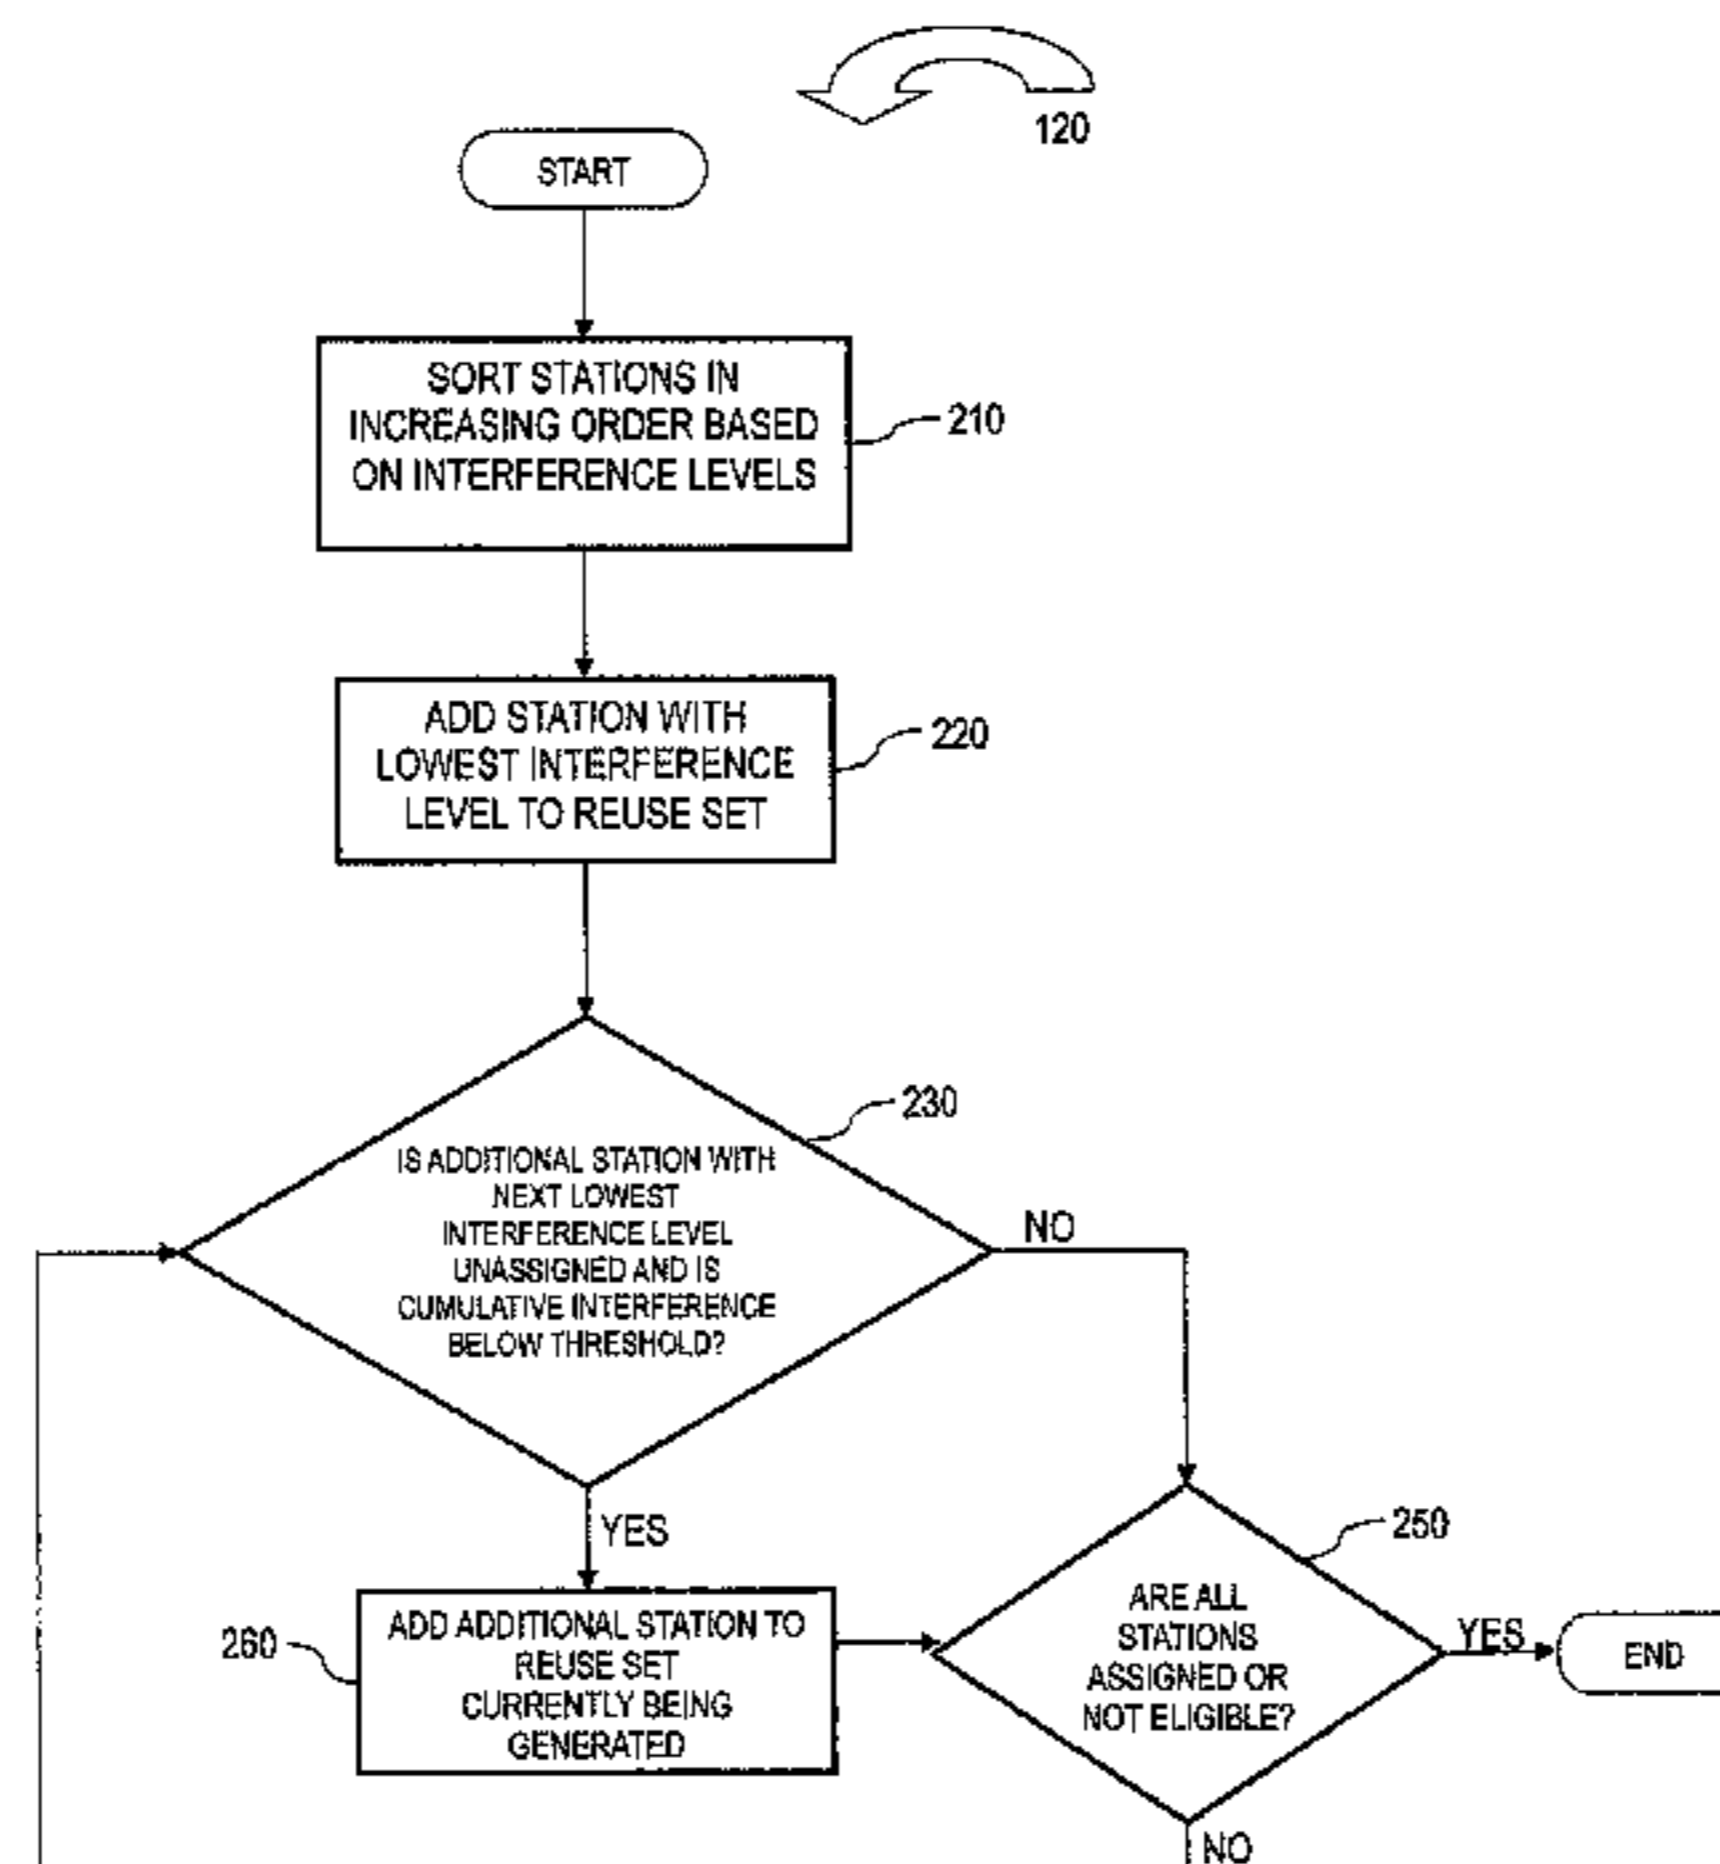 120
START
SORT STATIONS IN
INCREASING ORDER BASED
ON INTERFERENCE LEVELS
210
ADD STATION WITH
LOWEST INTERFERENCE
LEVEL TO REUSE SET
220
230
IS ADDITIONAL STATION WITH
NEXT LOWEST
INTERFERENCE LEVEL
UNASSIGNED AND IS
CUMULATIVE INTERFERENCE
BELOW THRESHOLD?
NO
YES
250
260
ADD ADDITIONAL STATION TO
REUSE SET
CURRENTLY BEING
GENERATED
ARE ALL
STATIONS
ASSIGNED OR
NOT ELIGIBLE?
YES
END
NO